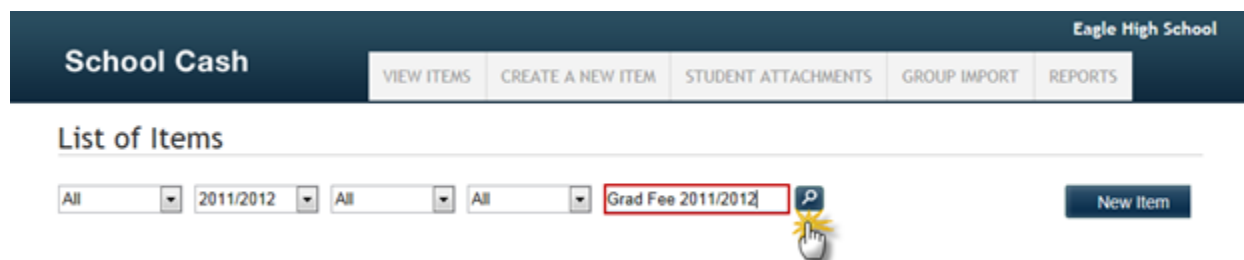 Eagle High School
School Cash
VIEW ITEMS CREATE A NEW ITEM STUDENT ATTACHMENTS GROUP IMPORT REPORTS
List of Items
All 2011/2012 All All Grad Fee 2011/2012 New Item